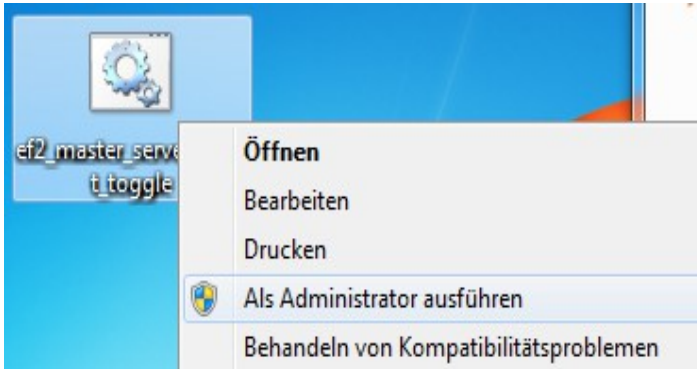 ef2_master_serve
t_toggle
Öffnen
Bearbeiten
Drucken
Als Administrator ausführen
Behandeln von Kompatibilitätsproblemen